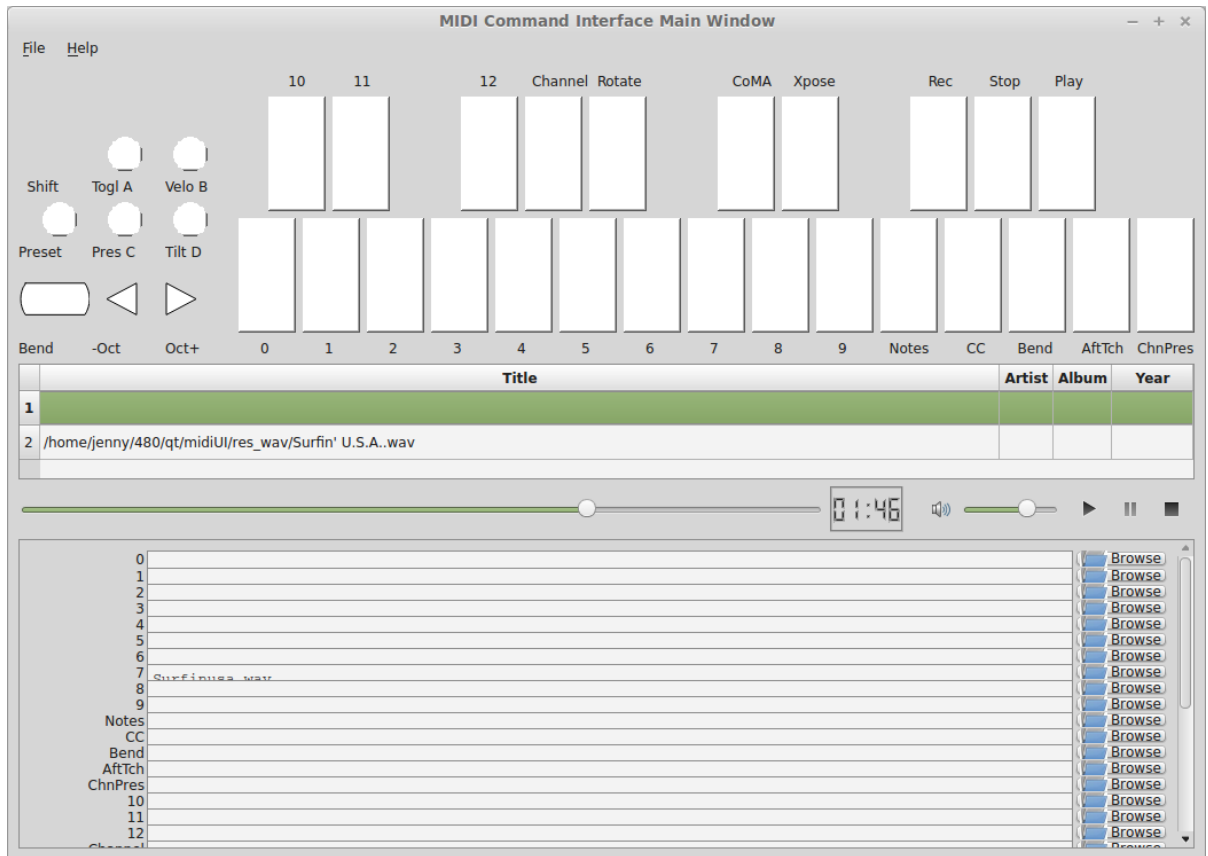 MIDI Command Interface Main Window
File Help
10 11 12 Channel Rotate CoMA Xpose Rec Stop Play
Shift Togl A Velo B
Preset Pres C Tilt D
Bend -Oct Oct+ 0 1 2 3 4 5 6 7 8 9 Notes CC Bend AftTch ChnPres
Title Artist Album Year
1
2 /home/jenny/480/qt/midiUI/res_wav/Surfin' U.S.A..wav
01:46
0 Browse
1 Browse
2 Browse
3 Browse
4 Browse
5 Browse
6 Browse
7 Surfinusa.wav Browse
8 Browse
9 Browse
Notes Browse
CC Browse
Bend Browse
AftTch Browse
ChnPres Browse
10 Browse
11 Browse
12 Browse
Channel Browse